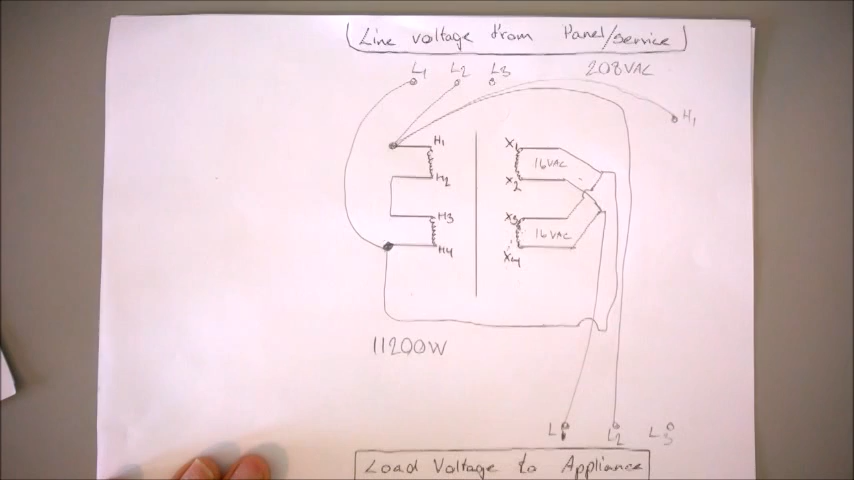 Line voltage from Panel/service
L1 L2 L3 208VAC
H1
H1 X1
16VAC
H2 X2
H3 X3
16VAC
H4 X4
11200W
L1 L2 L3
Load Voltage to Appliance